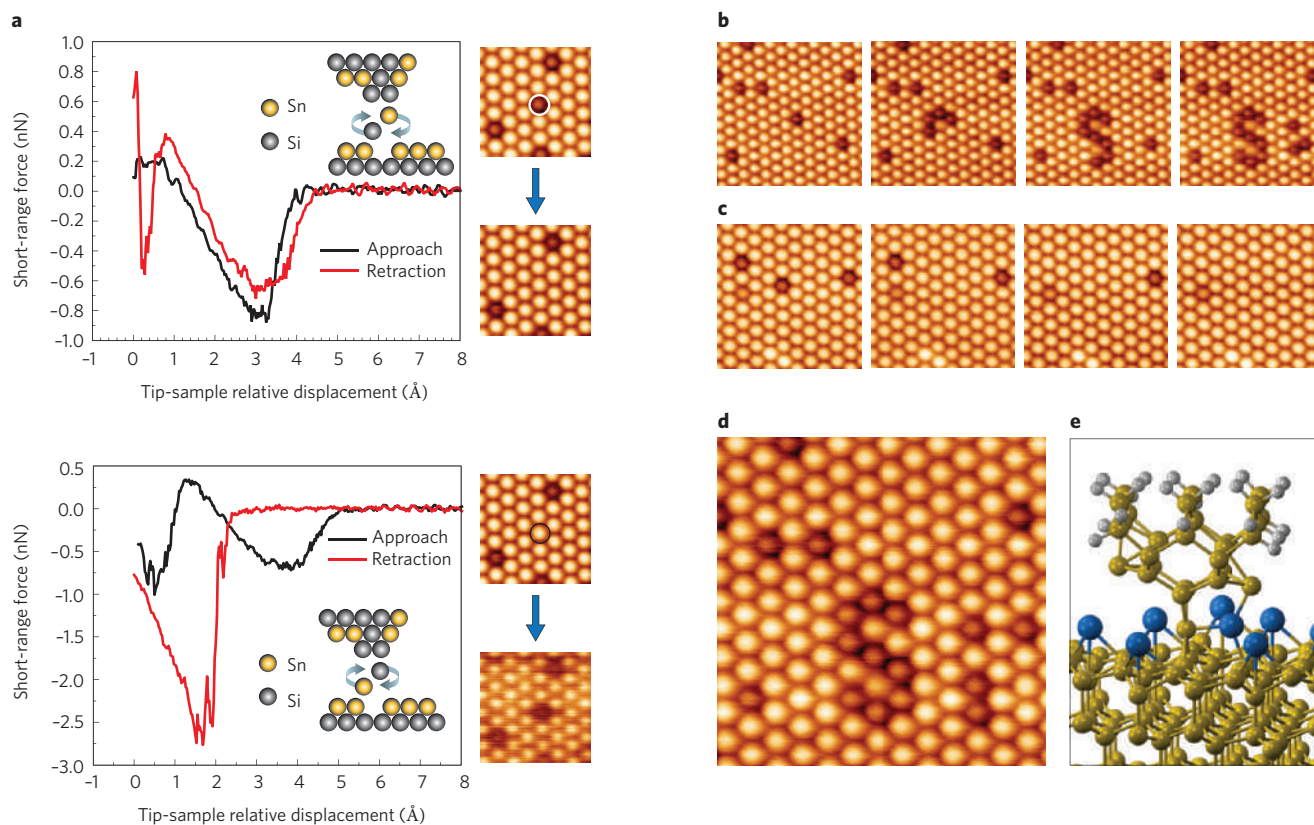 a
1.0
0.8
0.6
0.4
0.2
0.0
–0.2
–0.4
–0.6
–0.8
–1.0
Short-range force (nN)
Sn
Si
Approach
Retraction
–1 0 1 2 3 4 5 6 7 8
Tip-sample relative displacement (Å)
0.5
0.0
–0.5
–1.0
–1.5
–2.0
–2.5
–3.0
Short-range force (nN)
Approach
Retraction
Sn
Si
–1 0 1 2 3 4 5 6 7 8
Tip-sample relative displacement (Å)
b
c
d
e